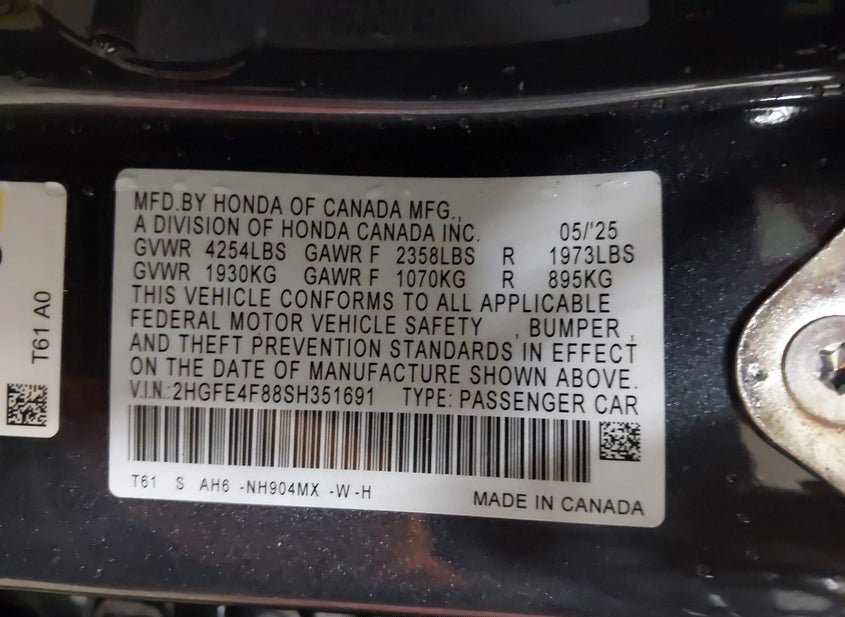 MFD.BY HONDA OF CANADA MFG.,
A DIVISION OF HONDA CANADA INC. 05/'25
GVWR 4254LBS GAWR F 2358LBS R 1973LBS
GVWR 1930KG GAWR F 1070KG R 895KG
THIS VEHICLE CONFORMS TO ALL APPLICABLE
FEDERAL MOTOR VEHICLE SAFETY , BUMPER ,
AND THEFT PREVENTION STANDARDS IN EFFECT
ON THE DATE OF MANUFACTURE SHOWN ABOVE.
V.I.N.:2HGFE4F88SH351691 TYPE: PASSENGER CAR
T61 S AH6 -NH904MX -W-H
MADE IN CANADA
T61 A0